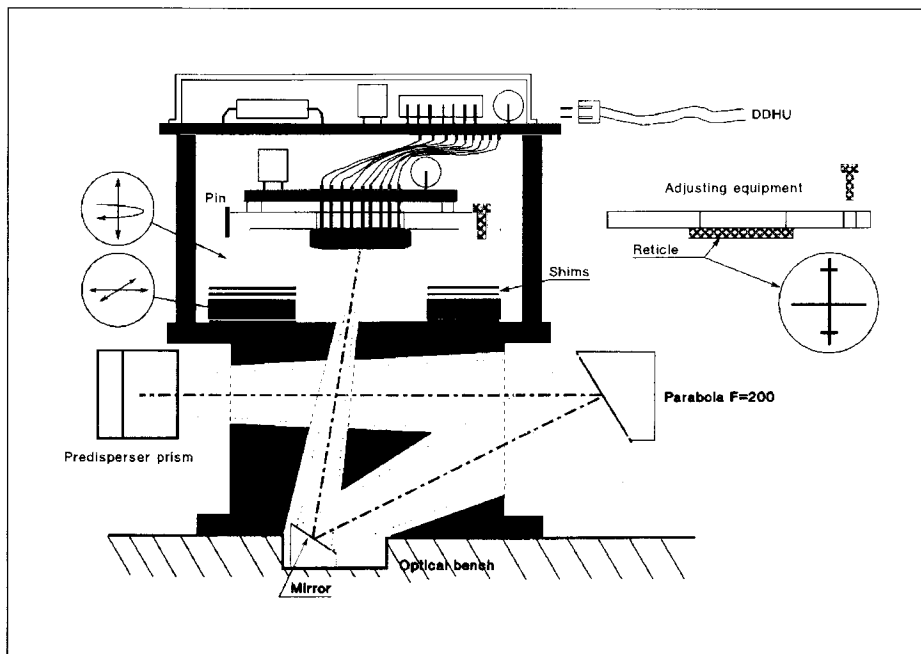 DDHU
Pin
Adjusting equipment
Reticle
Shims
Parabola F=200
Predisperser prism
Optical bench
Mirror